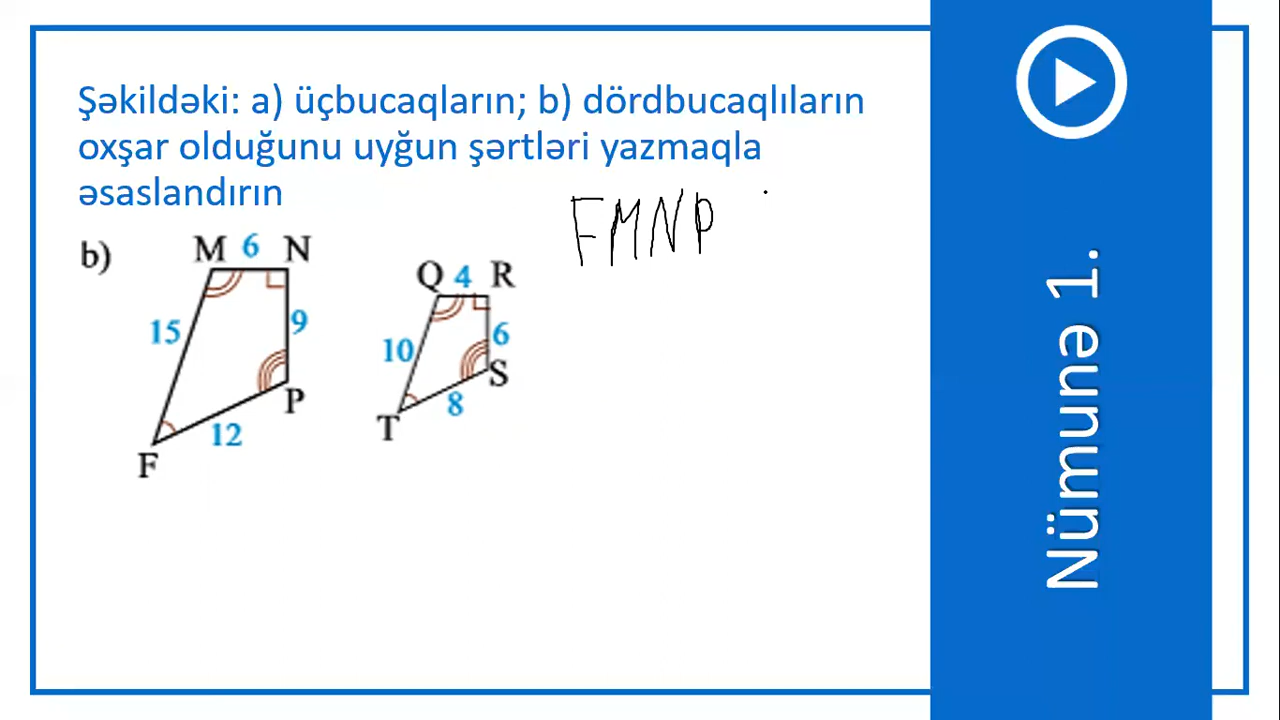 Şəkildəki: a) üçbucaqların; b) dördbucaqlıların
oxşar olduğunu uyğun şərtləri yazmaqla
əsaslandırın
FMNP
b)
M 6 N
15
9
P
12
F
Q 4 R
10
6
S
8
T
Nümunə 1.